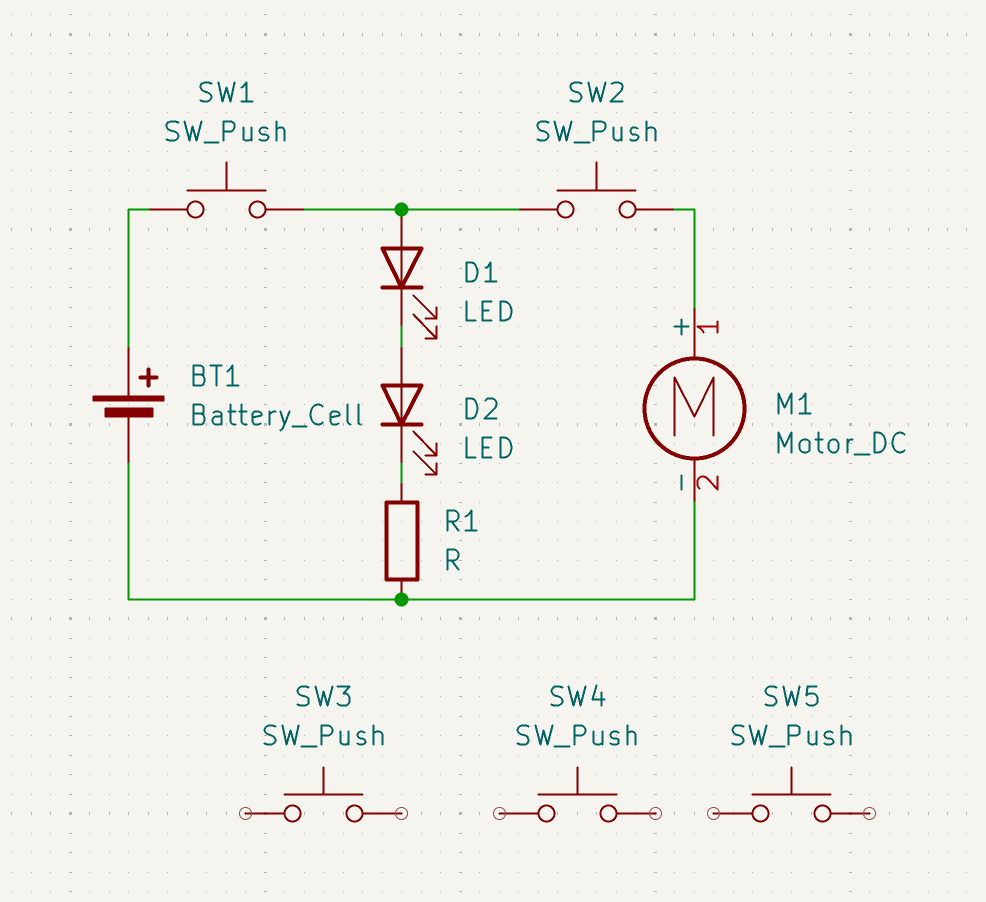 SW1
SW_Push
SW2
SW_Push
D1
LED
+ 1
+
BT1
Battery_Cell
D2
LED
M
M1
Motor_DC
- 2
R1
R
SW3
SW_Push
SW4
SW_Push
SW5
SW_Push